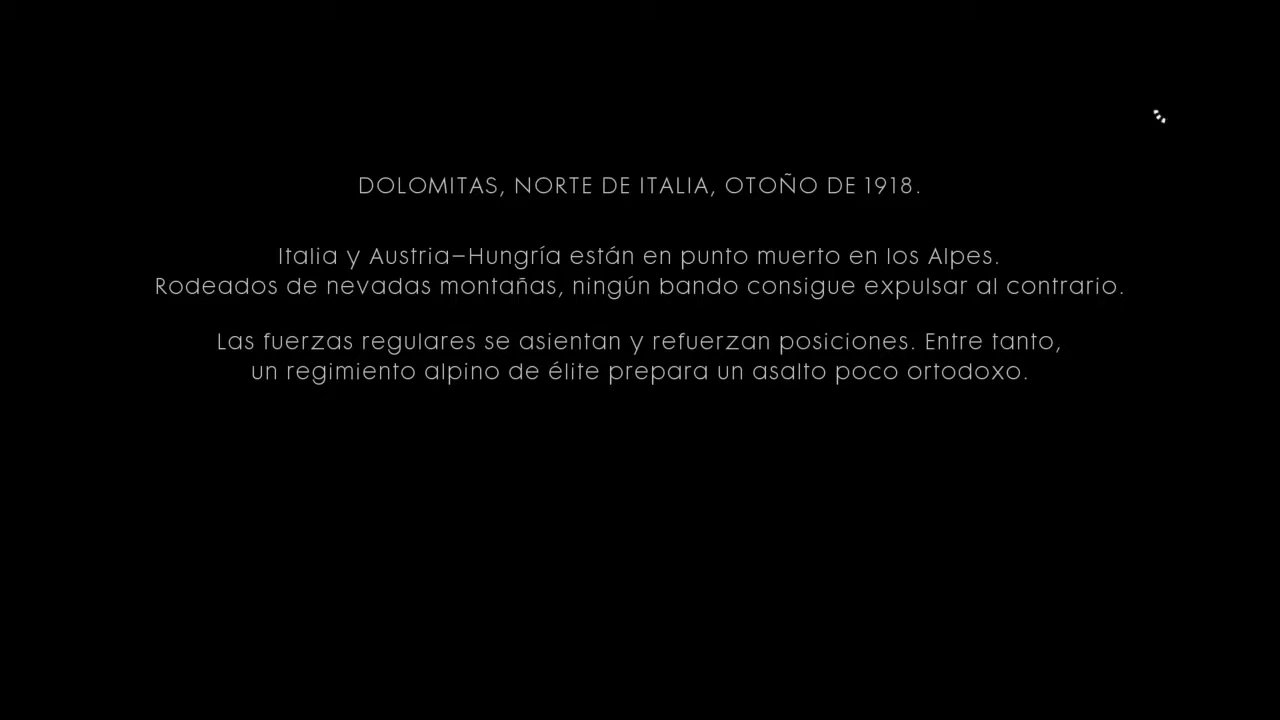 DOLOMITAS, NORTE DE ITALIA, OTOÑO DE 1918.
Italia y Austria-Hungría están en punto muerto en los Alpes.
Rodeados de nevadas montañas, ningún bando consigue expulsar al contrario.
Las fuerzas regulares se asientan y refuerzan posiciones. Entre tanto,
un regimiento alpino de élite prepara un asalto poco ortodoxo.